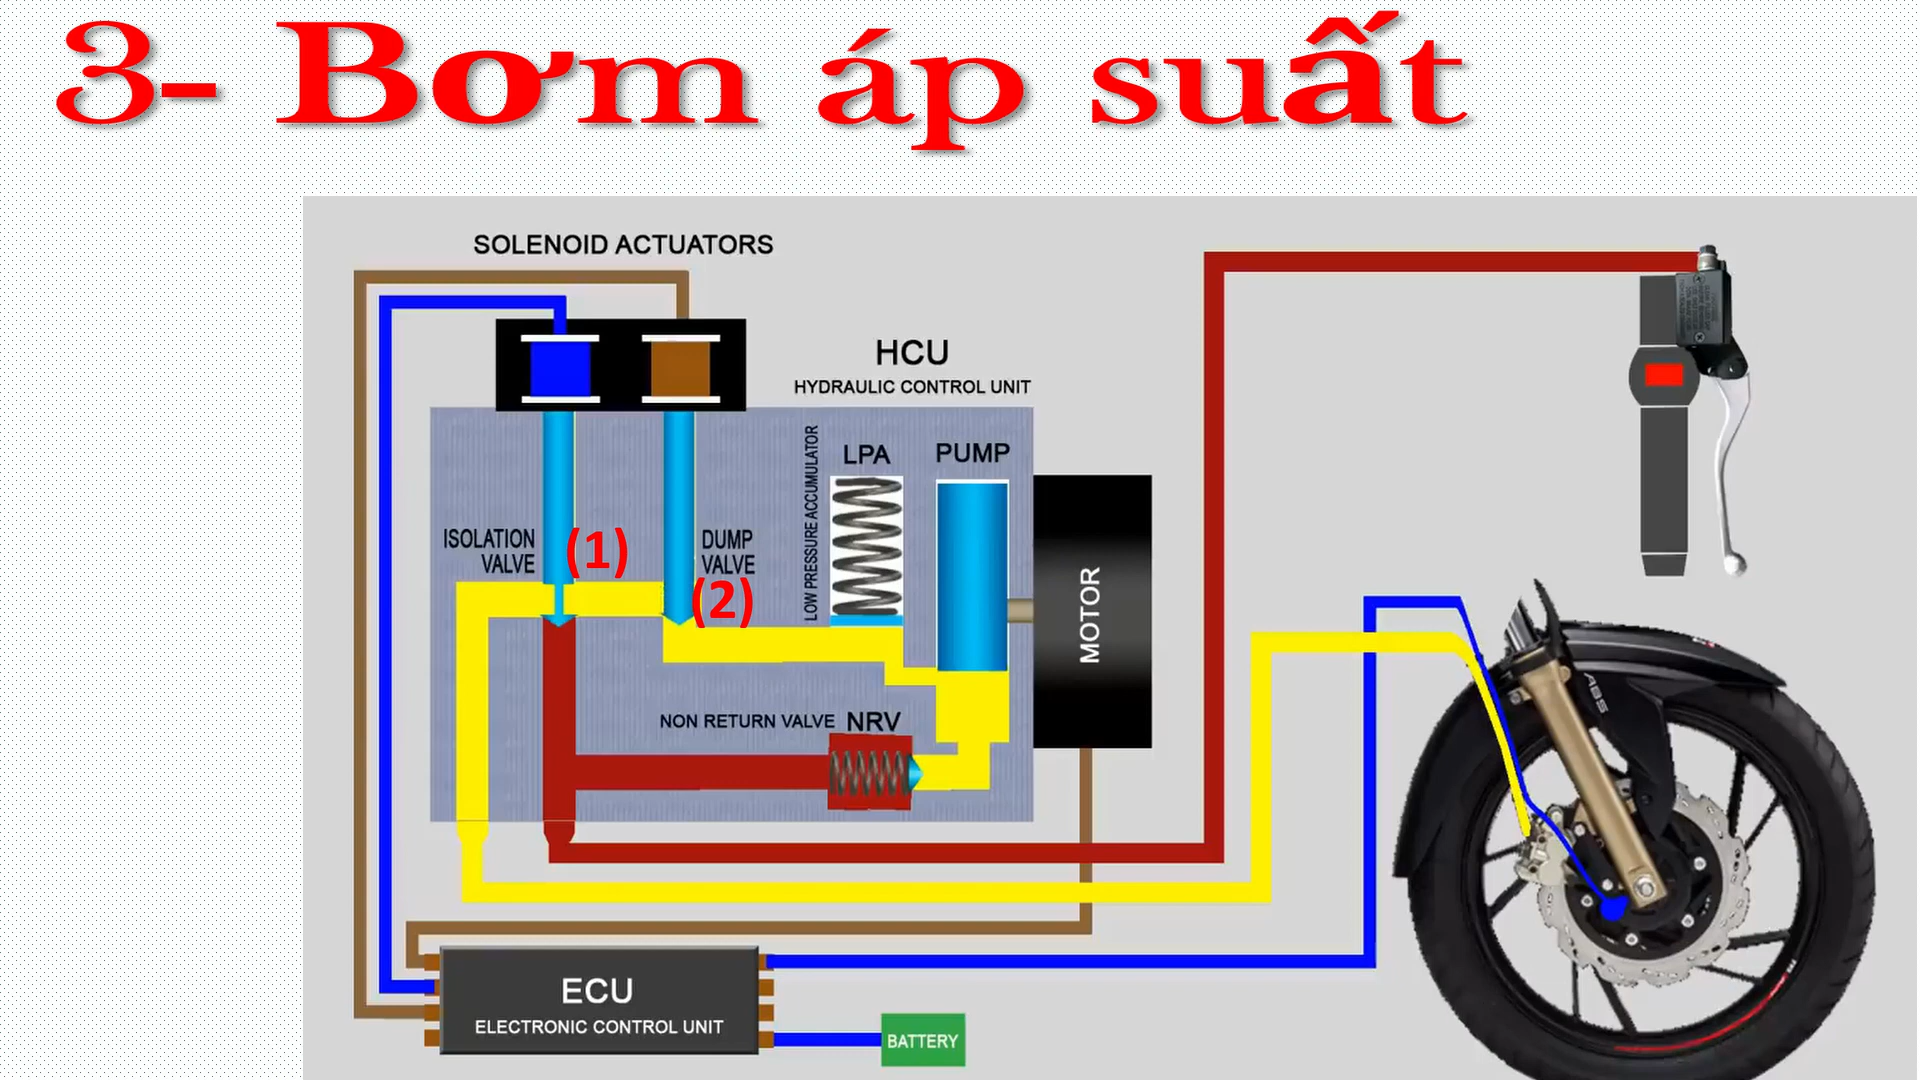 3- Bơm áp suất
SOLENOID ACTUATORS
HCU
HYDRAULIC CONTROL UNIT
LPA
PUMP
LOW PRESSURE ACCUMULATOR
ISOLATION
VALVE
(1)
DUMP
VALVE
(2)
MOTOR
NON RETURN VALVE NRV
ABS
ECU
ELECTRONIC CONTROL UNIT
BATTERY